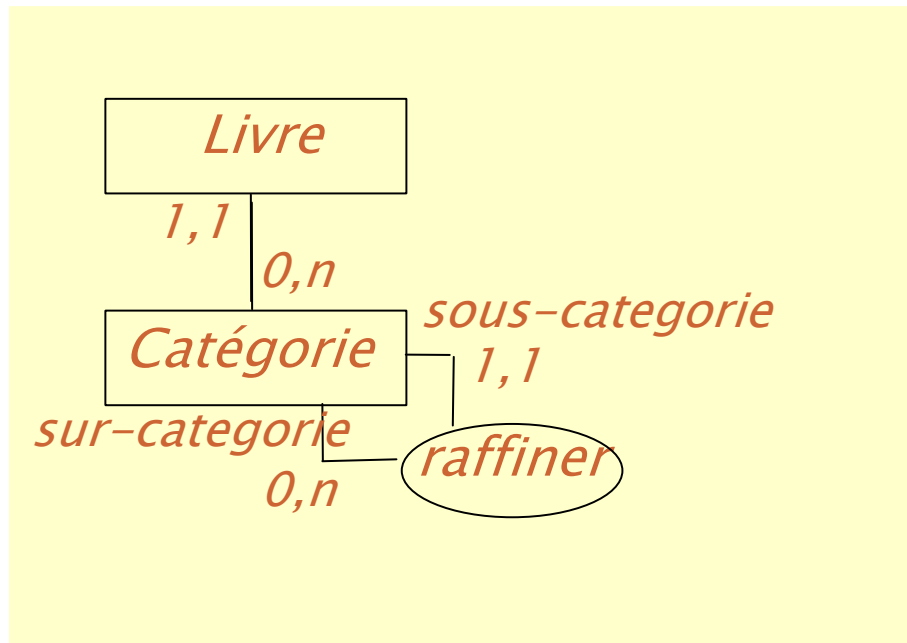 Livre
1,1
0,n
Catégorie
sous-categorie
1,1
sur-categorie
raffiner
0,n